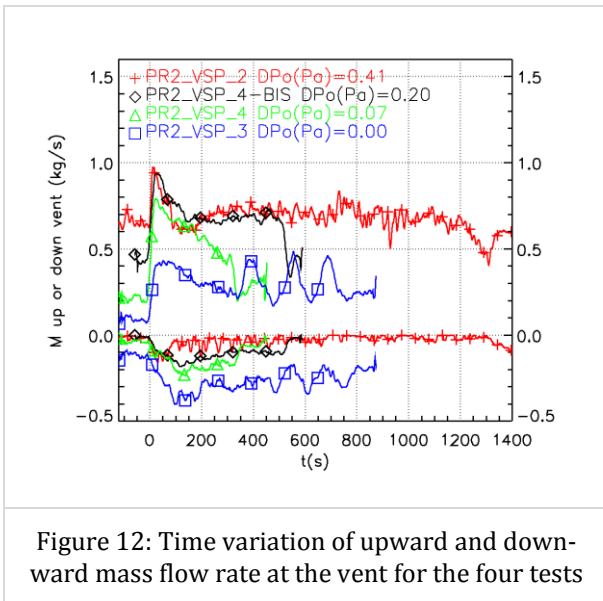 1.5
1.5
PR2_VSP_2 DPo(Pa)=0.41
PR2_VSP_4-BIS DPo(Pa)=0.20
PR2_VSP_4 DPo(Pa)=0.07
PR2_VSP_3 DPo(Pa)=0.00
1.0
1.0
M up or down vent (kg/s)
0.5
0.5
0.0
0.0
-0.5
-0.5
0 200 400 600 800 1000 1200 1400
t(s)
Figure 12: Time variation of upward and down-
ward mass flow rate at the vent for the four tests